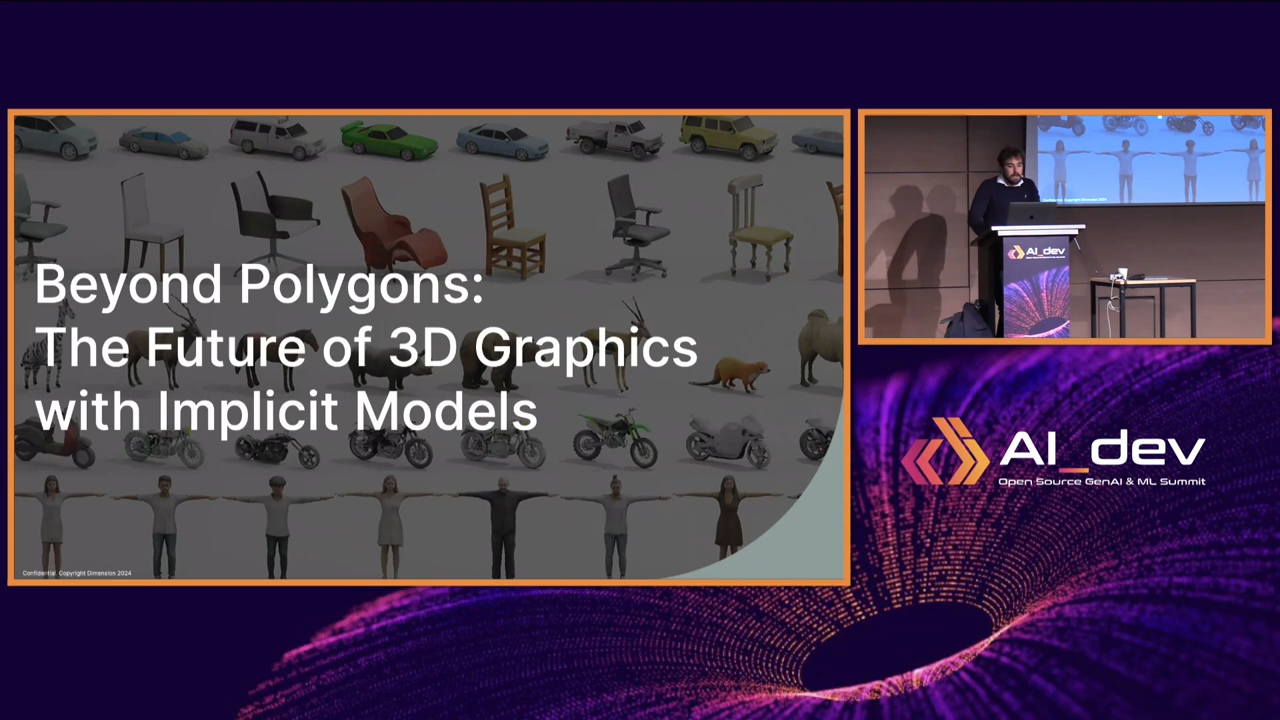 Beyond Polygons:
The Future of 3D Graphics
with Implicit Models
Confidential. Copyright Dimension 2024
AI_dev
AI_dev
Open Source GenAI & ML Summit